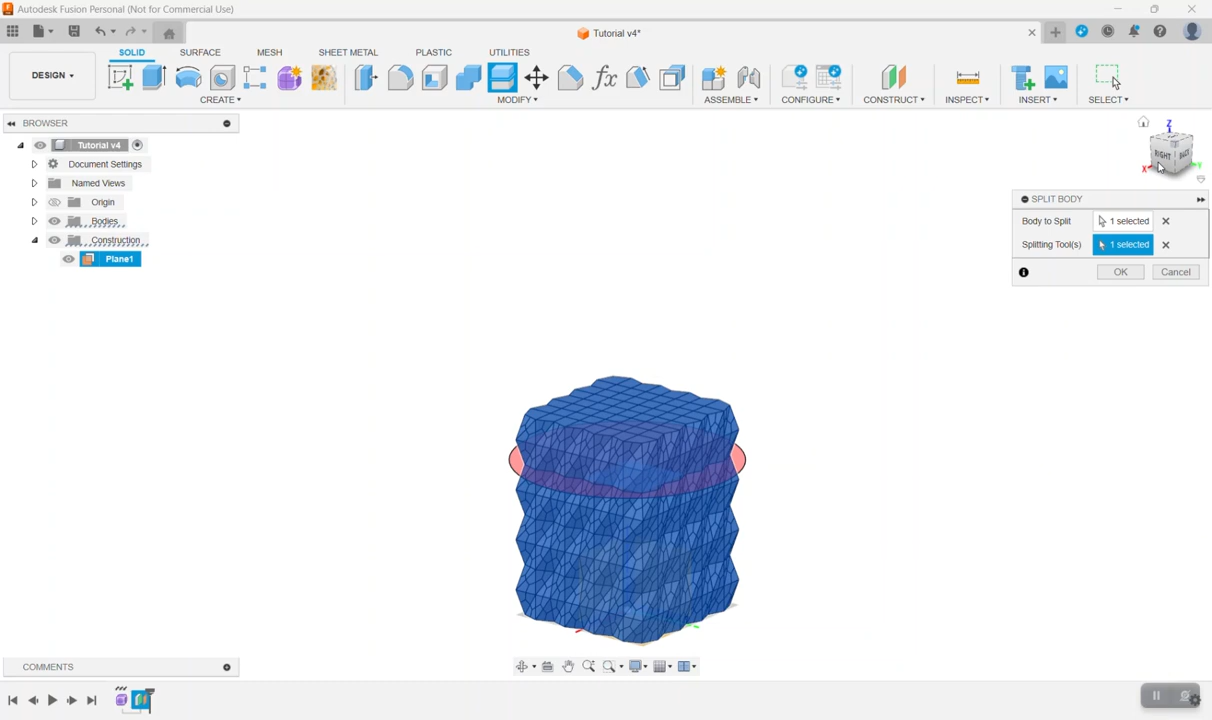 Autodesk Fusion Personal (Not for Commercial Use)
Tutorial v4*
DESIGN
SOLID SURFACE MESH SHEET METAL PLASTIC UTILITIES
CREATE MODIFY ASSEMBLE CONFIGURE CONSTRUCT INSPECT INSERT SELECT
BROWSER
Tutorial v4
Document Settings
Named Views
Origin
Bodies
Construction
Plane1
Z
RIGHT BACK
X Y
SPLIT BODY
Body to Split 1 selected
Splitting Tool(s) 1 selected
OK Cancel
COMMENTS